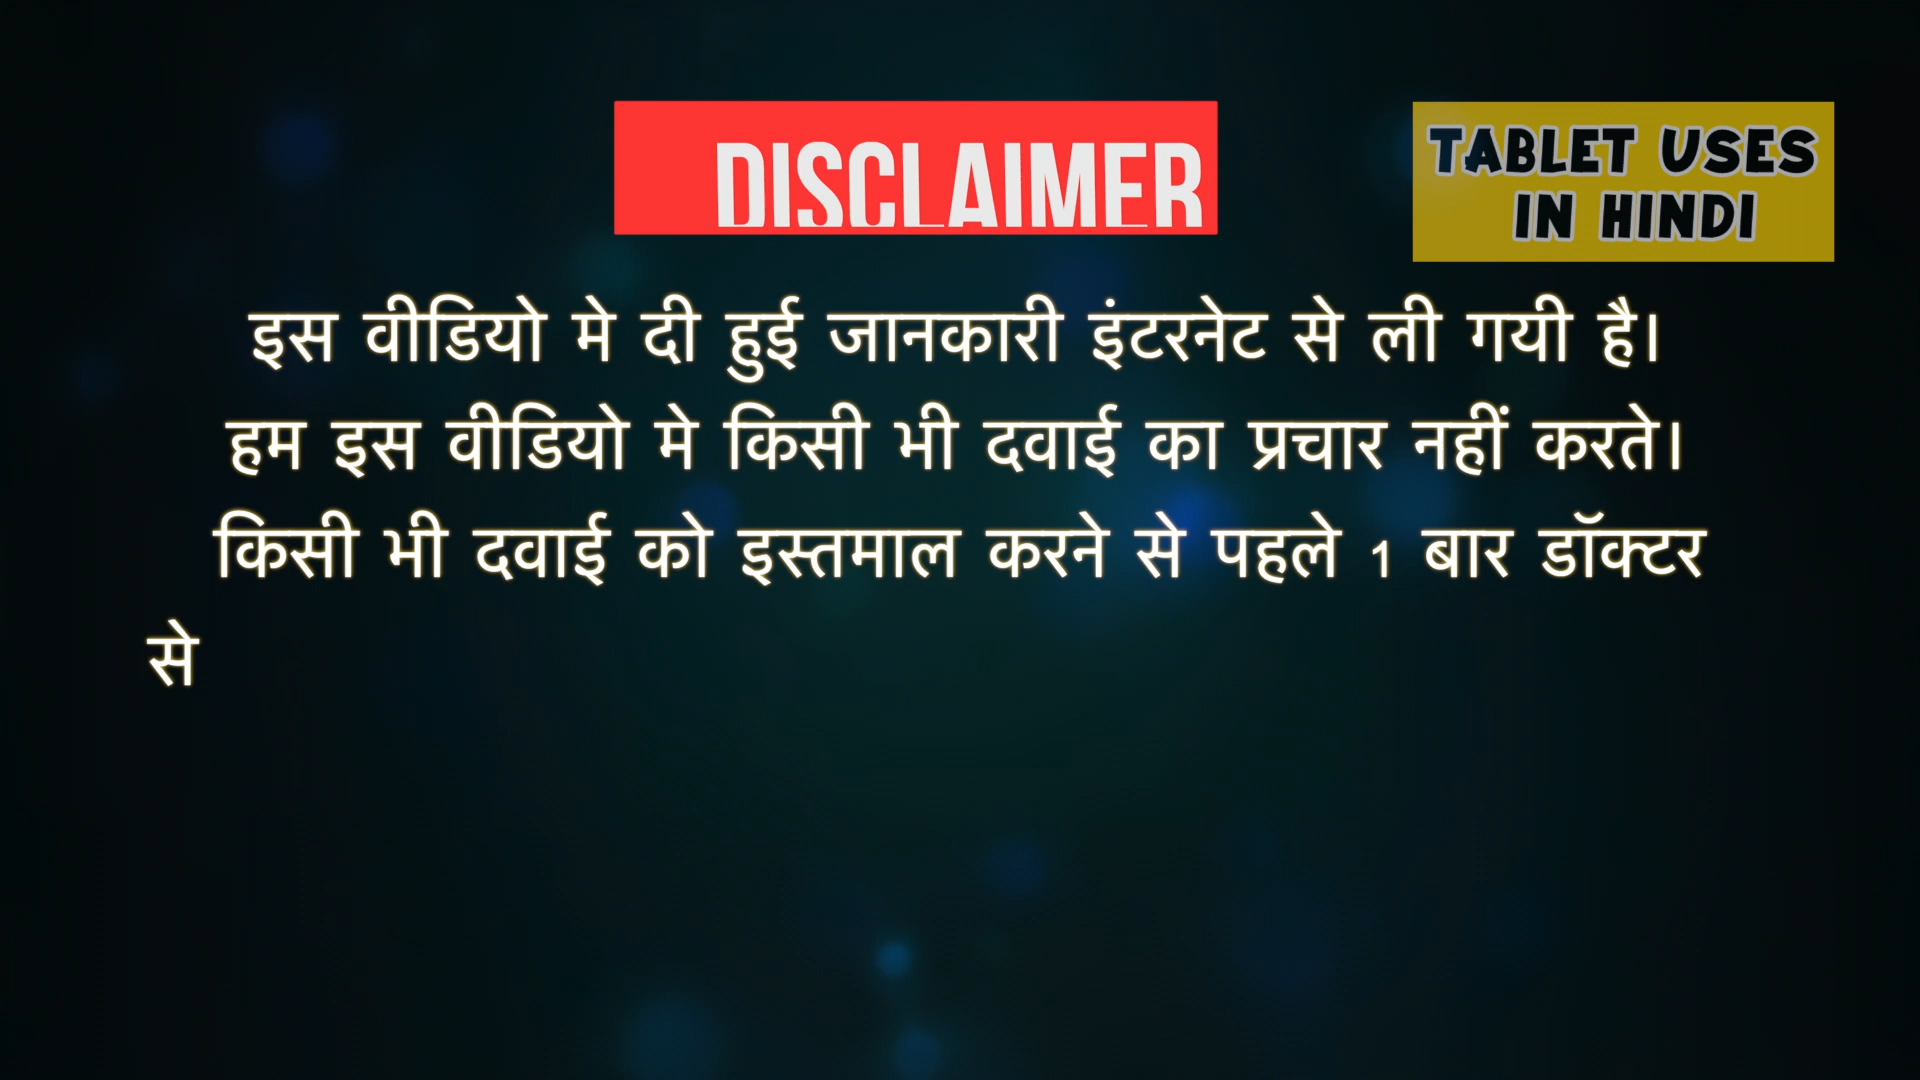 DISCLAIMER
TABLET USES
IN HINDI
इस वीडियो मे दी हुई जानकारी इंटरनेट से ली गयी है।
हम इस वीडियो मे किसी भी दवाई का प्रचार नहीं करते।
किसी भी दवाई को इस्तमाल करने से पहले 1 बार डॉक्टर
से